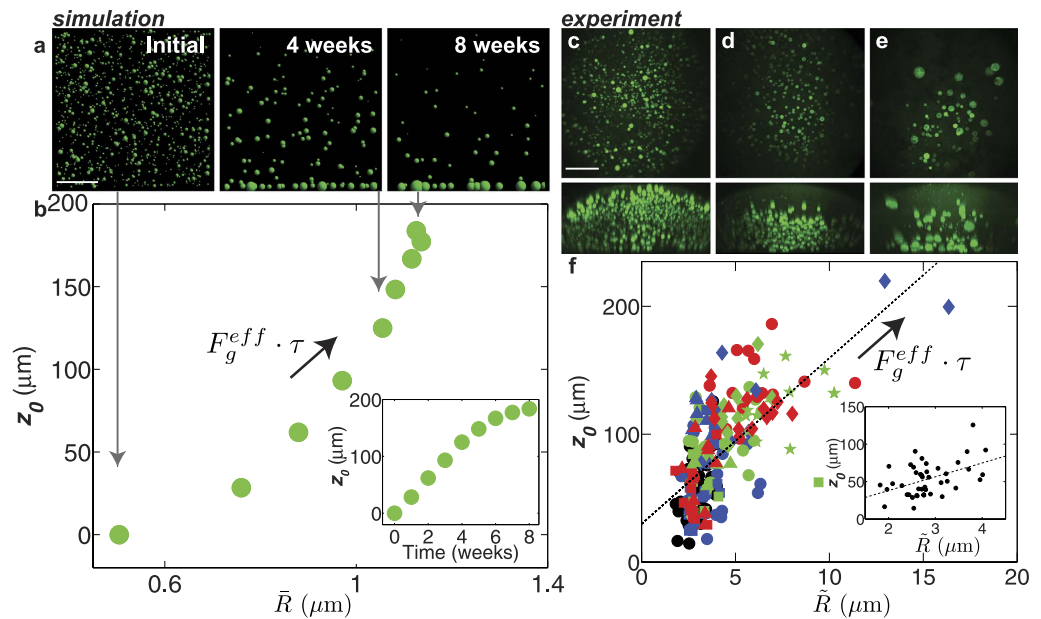 simulation
experiment
a
Initial
4 weeks
8 weeks
c
d
e
b
200
150
100
50
0
z0 (μm)
0.6
1
1.4
R̄ (μm)
F_g^eff · τ
200
100
0
z0 (μm)
0 2 4 6 8
Time (weeks)
f
200
100
0
z0 (μm)
0
5
10
15
20
R̃ (μm)
F_g^eff · τ
150
100
50
0
z0 (μm)
2
3
4
R̃ (μm)